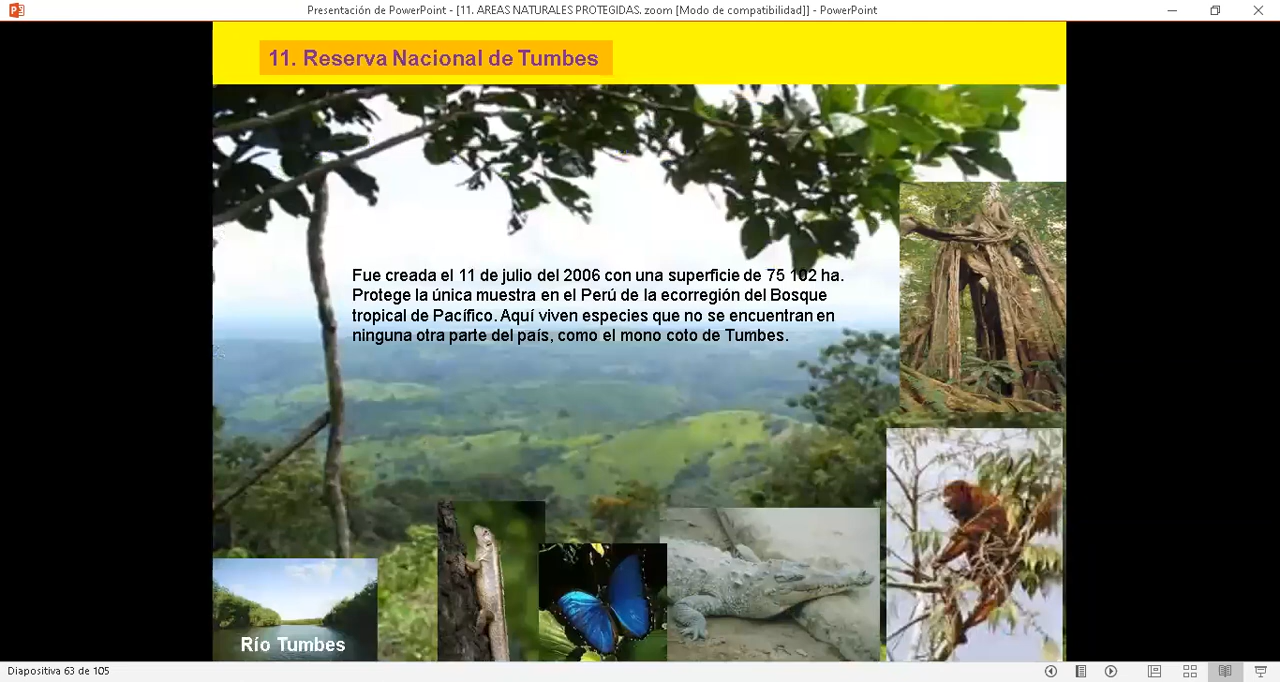 Presentación de PowerPoint - [11. AREAS NATURALES PROTEGIDAS. zoom [Modo de compatibilidad]] - PowerPoint
11. Reserva Nacional de Tumbes
Fue creada el 11 de julio del 2006 con una superficie de 75 102 ha.
Protege la única muestra en el Perú de la ecorregión del Bosque
tropical de Pacífico. Aquí viven especies que no se encuentran en
ninguna otra parte del país, como el mono coto de Tumbes.
Río Tumbes
Diapositiva 63 de 105